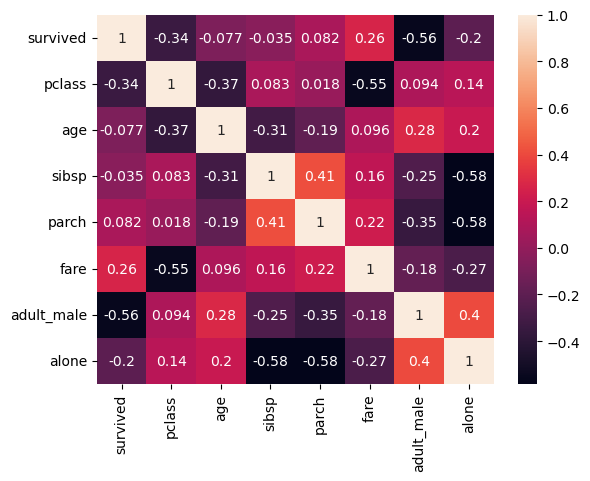 survived 1 -0.34 -0.077 -0.035 0.082 0.26 -0.56 -0.2
pclass -0.34 1 -0.37 0.083 0.018 -0.55 0.094 0.14
age -0.077 -0.37 1 -0.31 -0.19 0.096 0.28 0.2
sibsp -0.035 0.083 -0.31 1 0.41 0.16 -0.25 -0.58
parch 0.082 0.018 -0.19 0.41 1 0.22 -0.35 -0.58
fare 0.26 -0.55 0.096 0.16 0.22 1 -0.18 -0.27
adult_male -0.56 0.094 0.28 -0.25 -0.35 -0.18 1 0.4
alone -0.2 0.14 0.2 -0.58 -0.58 -0.27 0.4 1
survived pclass age sibsp parch fare adult_male alone
1.0
0.8
0.6
0.4
0.2
0.0
−0.2
−0.4